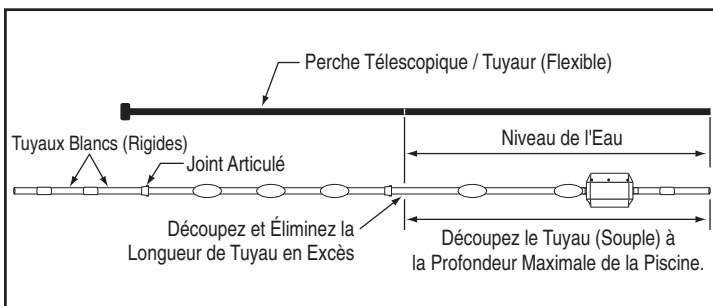 Perche Télescopique / Tuyaur (Flexible)
Niveau de l'Eau
Tuyaux Blancs (Rigides)
Joint Articulé
Découpez et Éliminez la
Longueur de Tuyau en Excès
Découpez le Tuyau (Souple) à
la Profondeur Maximale de la Piscine.